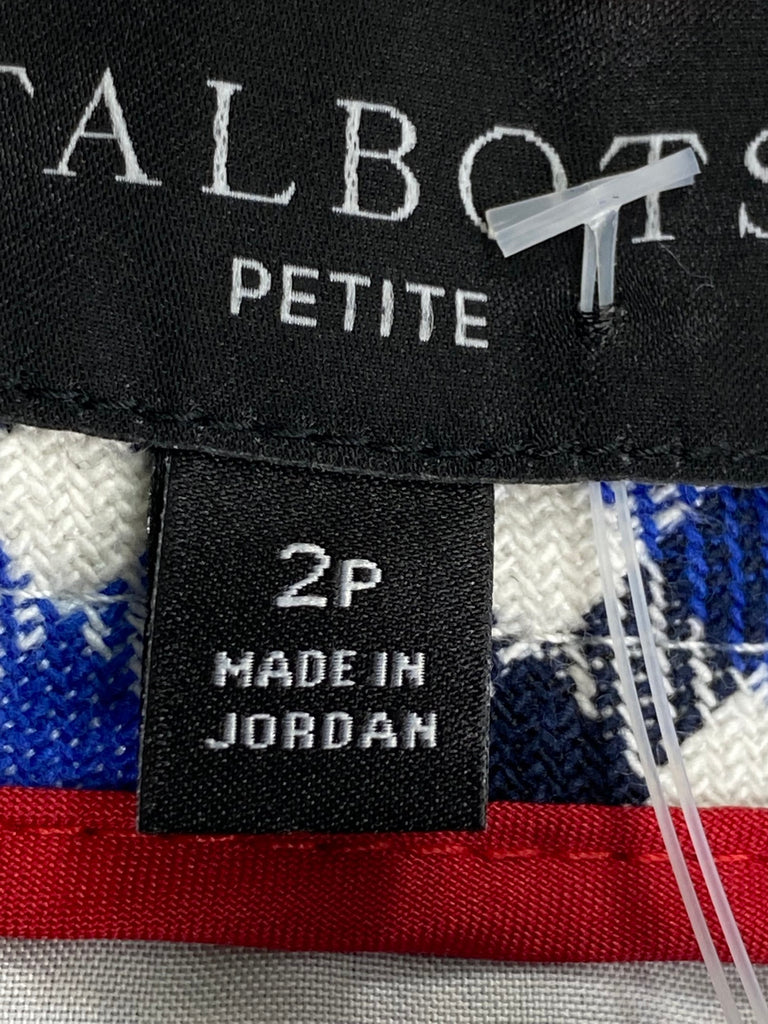 TALBOTS
PETITE
2P
MADE IN
JORDAN